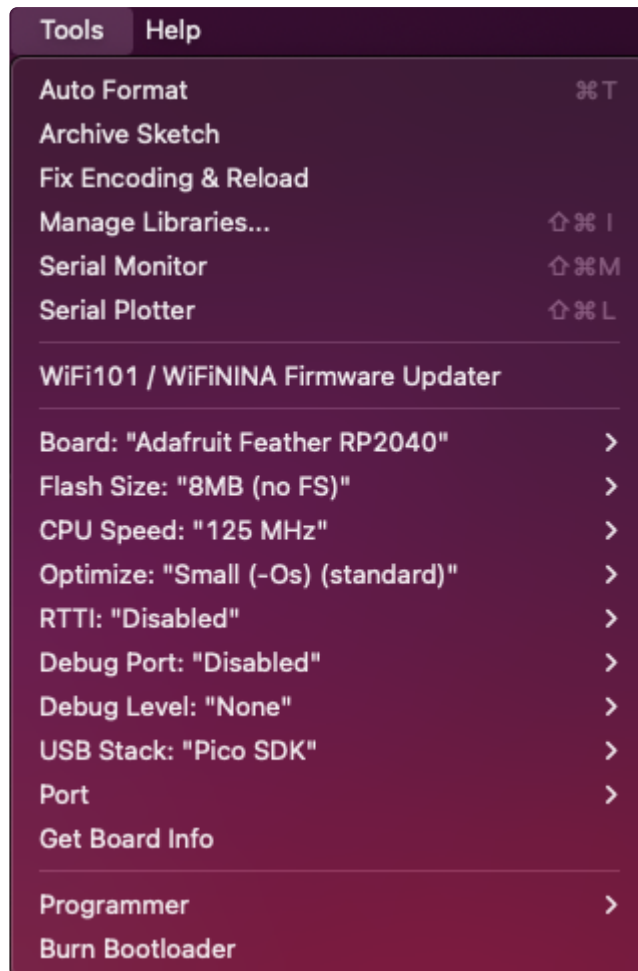 Tools Help
Auto Format ⌘T
Archive Sketch
Fix Encoding & Reload
Manage Libraries... ⇧⌘I
Serial Monitor ⇧⌘M
Serial Plotter ⇧⌘L
WiFi101 / WiFiNINA Firmware Updater
Board: "Adafruit Feather RP2040"
Flash Size: "8MB (no FS)"
CPU Speed: "125 MHz"
Optimize: "Small (-Os) (standard)"
RTTI: "Disabled"
Debug Port: "Disabled"
Debug Level: "None"
USB Stack: "Pico SDK"
Port
Get Board Info
Programmer
Burn Bootloader